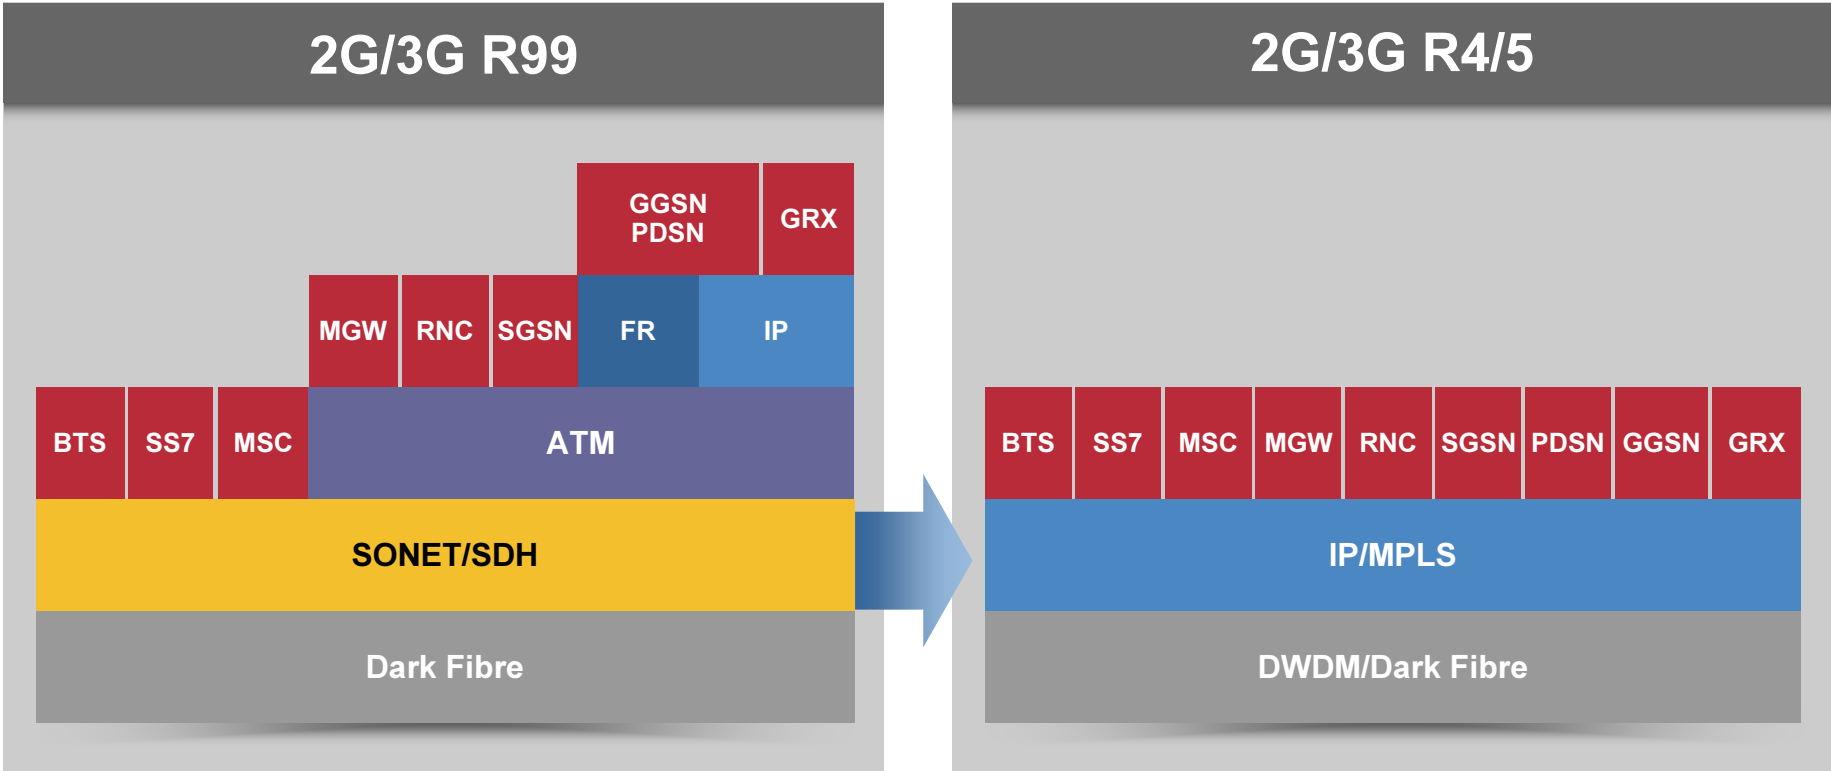 2G/3G R99
GGSN
PDSN
GRX
MGW
RNC
SGSN
FR
IP
BTS
SS7
MSC
ATM
SONET/SDH
Dark Fibre
2G/3G R4/5
BTS
SS7
MSC
MGW
RNC
SGSN
PDSN
GGSN
GRX
IP/MPLS
DWDM/Dark Fibre